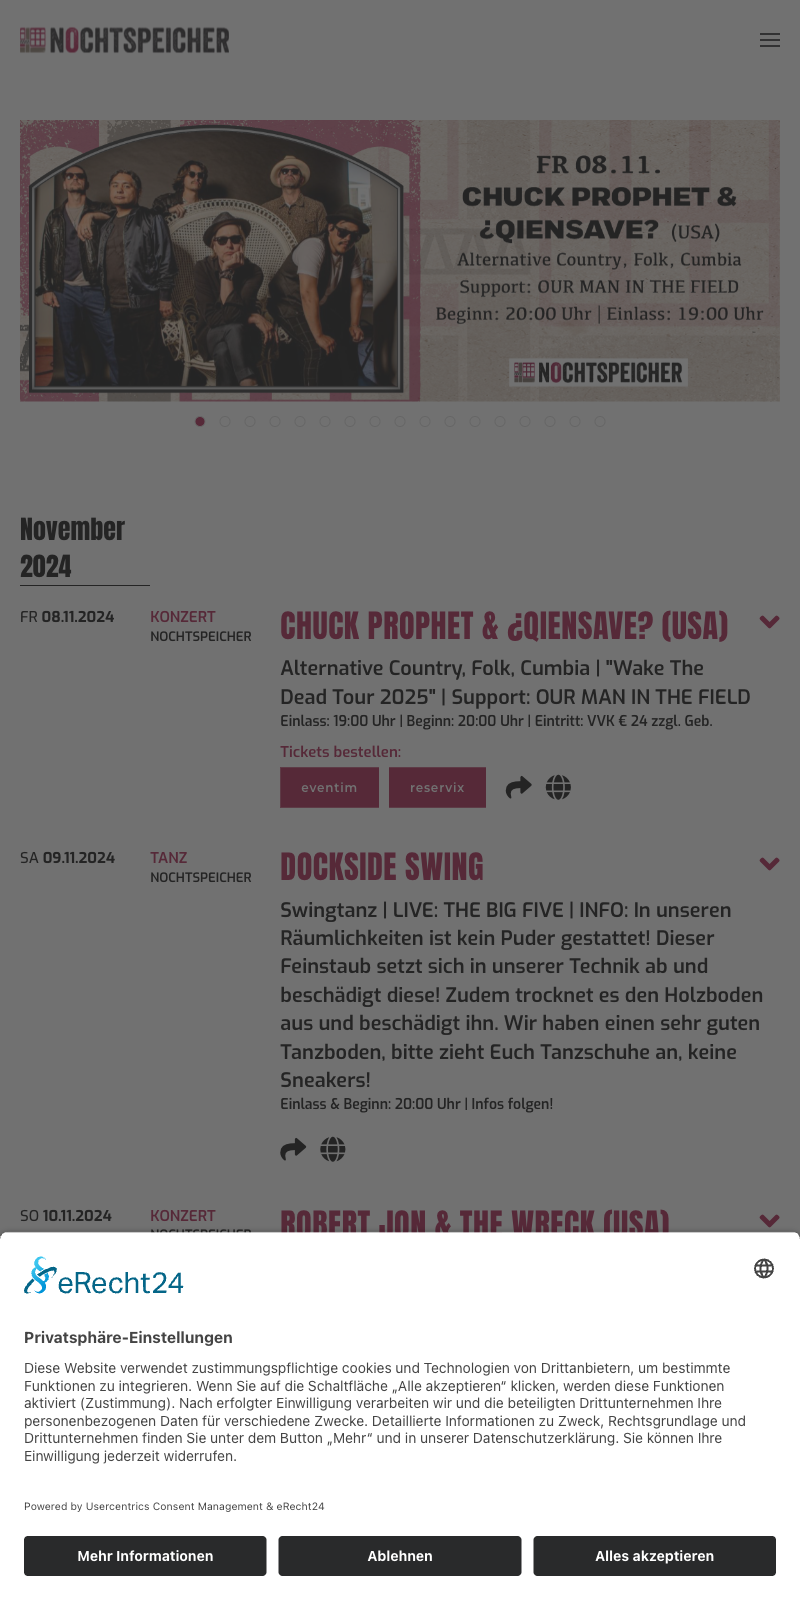 NOCHTSPEICHER
FR 08.11.
CHUCK PROPHET &
¿QIENSAVE? (USA)
Alternative Country, Folk, Cumbia
Support: OUR MAN IN THE FIELD
Beginn: 20:00 Uhr | Einlass: 19:00 Uhr
NOCHTSPEICHER
November
2024
FR 08.11.2024
KONZERT
NOCHTSPEICHER
CHUCK PROPHET & ¿QIENSAVE? (USA)
Alternative Country, Folk, Cumbia | "Wake The
Dead Tour 2025" | Support: OUR MAN IN THE FIELD
Einlass: 19:00 Uhr | Beginn: 20:00 Uhr | Eintritt: VVK € 24 zzgl. Geb.
Tickets bestellen:
eventim
reservix
SA 09.11.2024
TANZ
NOCHTSPEICHER
DOCKSIDE SWING
Swingtanz | LIVE: THE BIG FIVE | INFO: In unseren
Räumlichkeiten ist kein Puder gestattet! Dieser
Feinstaub setzt sich in unserer Technik ab und
beschädigt diese! Zudem trocknet es den Holzboden
aus und beschädigt ihn. Wir haben einen sehr guten
Tanzboden, bitte zieht Euch Tanzschuhe an, keine
Sneakers!
Einlass & Beginn: 20:00 Uhr | Infos folgen!
SO 10.11.2024
KONZERT
NOCHTSPEICHER
ROBERT JON & THE WRECK (USA)
eRecht24
Privatsphäre-Einstellungen
Diese Website verwendet zustimmungspflichtige cookies und Technologien von Drittanbietern, um bestimmte
Funktionen zu integrieren. Wenn Sie auf die Schaltfläche „Alle akzeptieren“ klicken, werden diese Funktionen
aktiviert (Zustimmung). Nach erfolgter Einwilligung verarbeiten wir und die beteiligten Drittunternehmen Ihre
personenbezogenen Daten für verschiedene Zwecke. Detaillierte Informationen zu Zweck, Rechtsgrundlage und
Drittunternehmen finden Sie unter dem Button „Mehr“ und in unserer Datenschutzerklärung. Sie können Ihre
Einwilligung jederzeit widerrufen.
Powered by Usercentrics Consent Management & eRecht24
Mehr Informationen
Ablehnen
Alles akzeptieren